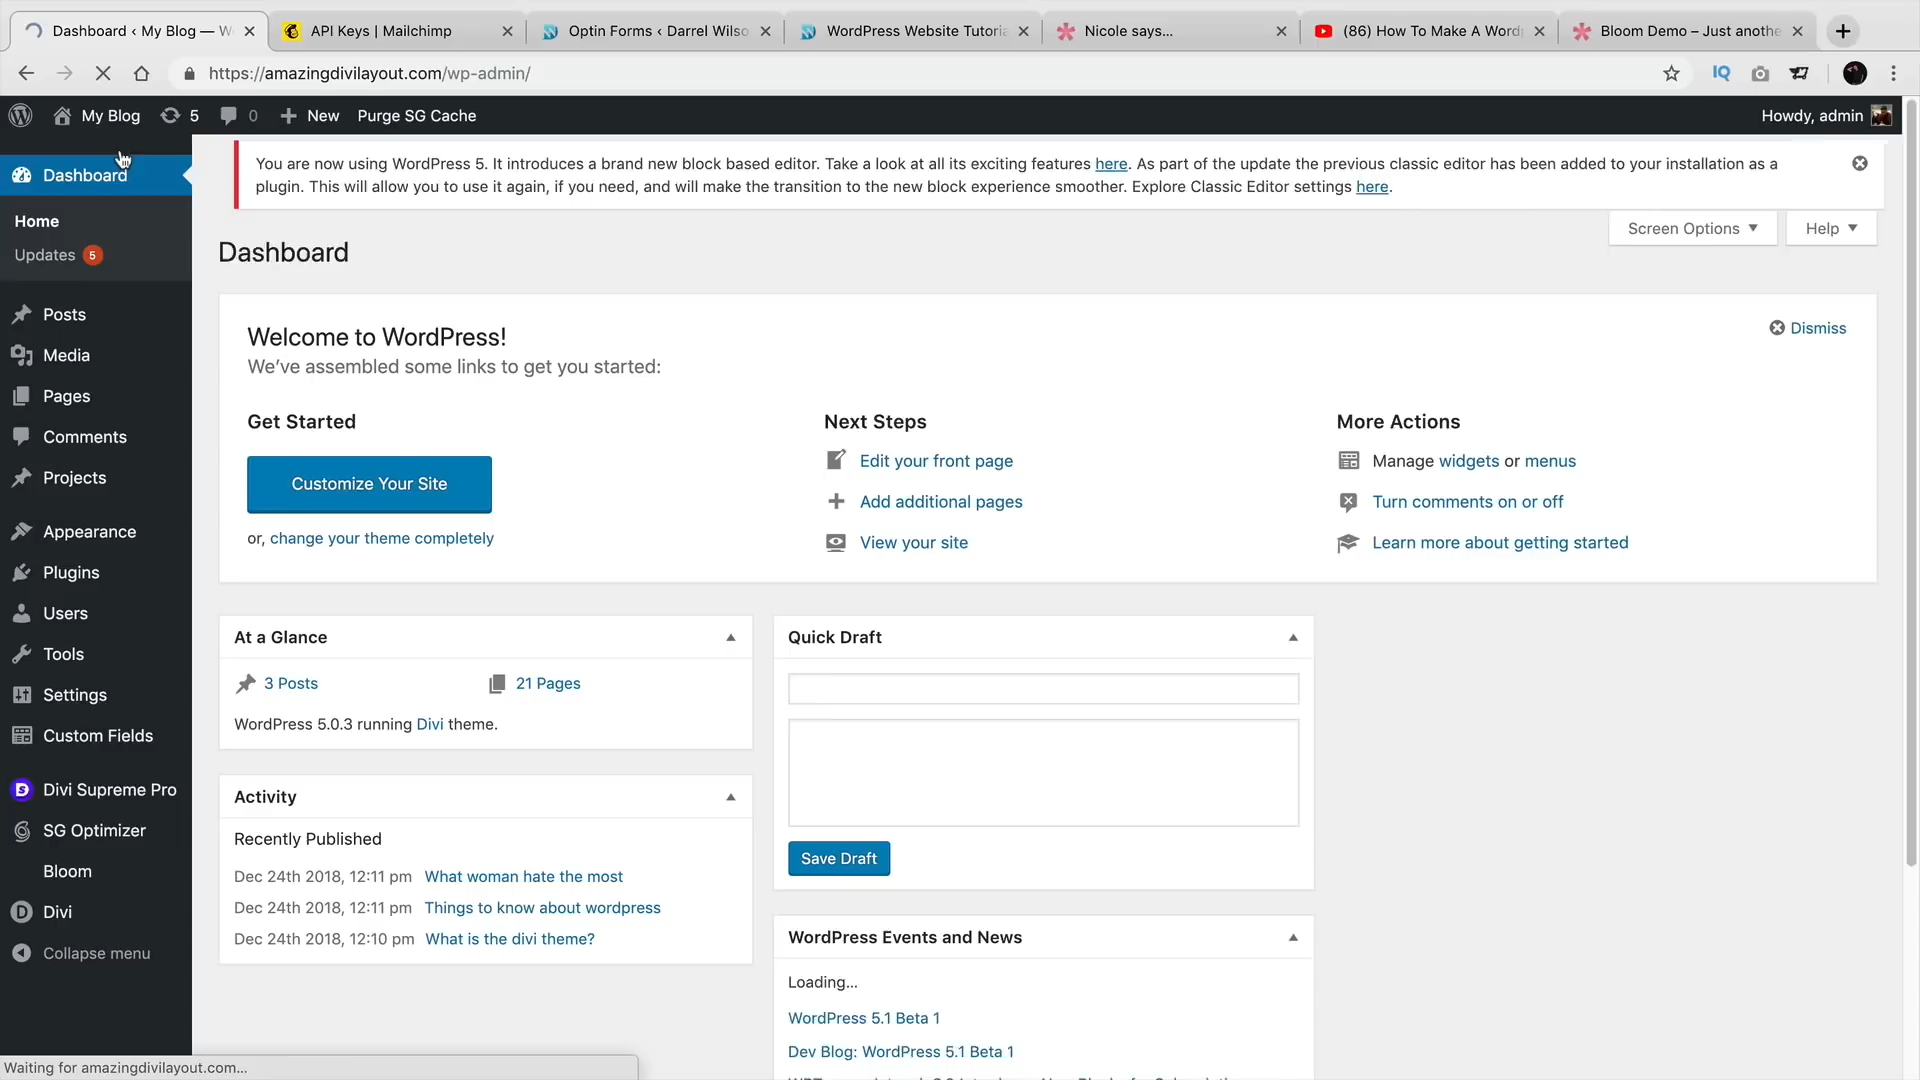 Dashboard ‹ My Blog — W
API Keys | Mailchimp
Optin Forms ‹ Darrel Wilso
WordPress Website Tutoria
Nicole says...
(86) How To Make A Wordp
Bloom Demo – Just anothe
https://amazingdivilayout.com/wp-admin/
IQ
My Blog
5
0
New
Purge SG Cache
Howdy, admin
Dashboard
Home
Updates 5
Posts
Media
Pages
Comments
Projects
Appearance
Plugins
Users
Tools
Settings
Custom Fields
Divi Supreme Pro
SG Optimizer
Bloom
Divi
Collapse menu
You are now using WordPress 5. It introduces a brand new block based editor. Take a look at all its exciting features here. As part of the update the previous classic editor has been added to your installation as a
plugin. This will allow you to use it again, if you need, and will make the transition to the new block experience smoother. Explore Classic Editor settings here.
Screen Options
Help
Dashboard
Welcome to WordPress!
We've assembled some links to get you started:
Dismiss
Get Started
Customize Your Site
or, change your theme completely
Next Steps
Edit your front page
Add additional pages
View your site
More Actions
Manage widgets or menus
Turn comments on or off
Learn more about getting started
At a Glance
3 Posts
21 Pages
WordPress 5.0.3 running Divi theme.
Activity
Recently Published
Dec 24th 2018, 12:11 pm What woman hate the most
Dec 24th 2018, 12:11 pm Things to know about wordpress
Dec 24th 2018, 12:10 pm What is the divi theme?
Quick Draft
Save Draft
WordPress Events and News
Loading...
WordPress 5.1 Beta 1
Dev Blog: WordPress 5.1 Beta 1
Waiting for amazingdivilayout.com...